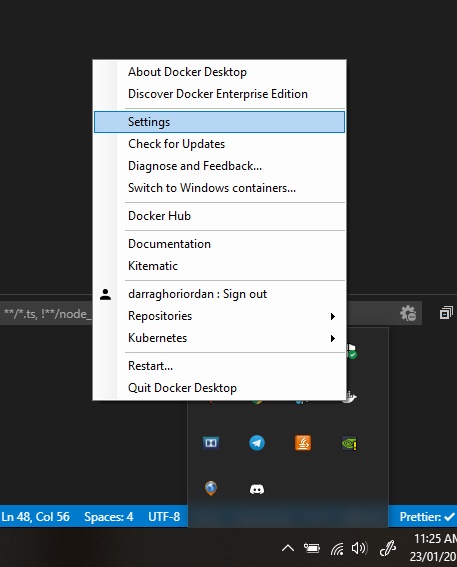 About Docker Desktop
Discover Docker Enterprise Edition
Settings
Check for Updates
Diagnose and Feedback...
Switch to Windows containers...
Docker Hub
Documentation
Kitematic
darraghoriordan : Sign out
Repositories
Kubernetes
Restart...
Quit Docker Desktop
**/*.ts, !**/node_
Ln 48, Col 56 Spaces: 4 UTF-8 Prettier: ✓
11:25 AM
23/01/20